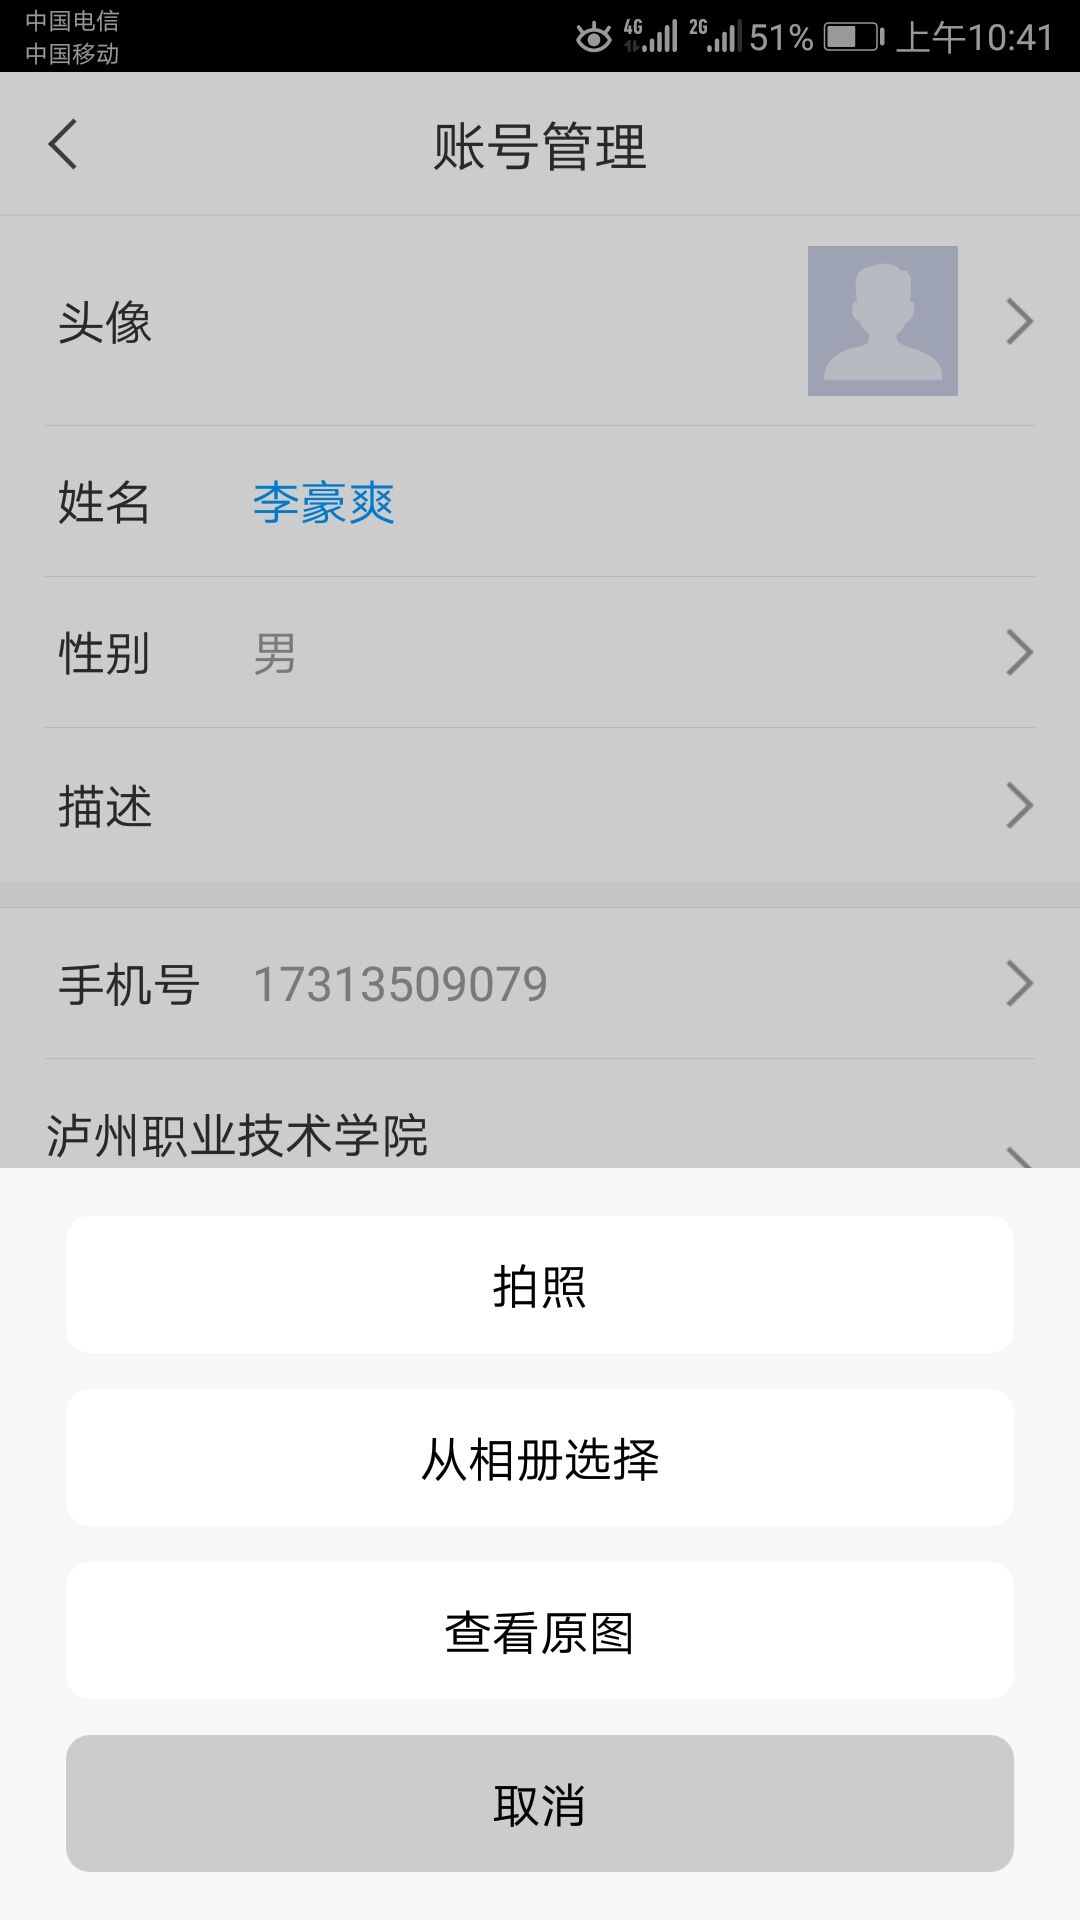 中国电信
中国移动
4G 2G 51% 上午10:41
账号管理
头像
姓名 李豪爽
性别 男
描述
手机号 17313509079
泸州职业技术学院
拍照
从相册选择
查看原图
取消